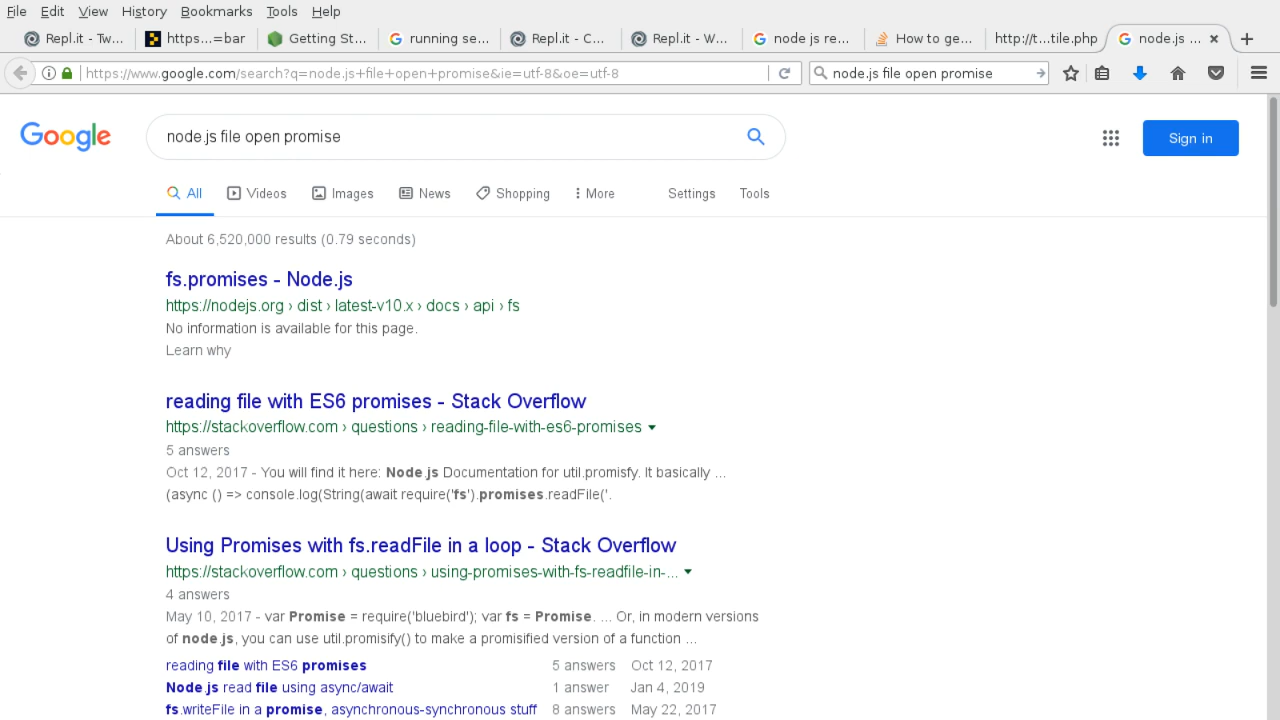 File Edit View History Bookmarks Tools Help
Repl.it - Tw... https...=bar Getting St... running se... Repl.it - C... Repl.it - W... node js re... How to ge... http://t...tile.php node.js ...
https://www.google.com/search?q=node.js+file+open+promise&ie=utf-8&oe=utf-8 node.js file open promise
Google node.js file open promise Sign in
All Videos Images News Shopping More Settings Tools
About 6,520,000 results (0.79 seconds)
fs.promises - Node.js
https://nodejs.org › dist › latest-v10.x › docs › api › fs
No information is available for this page.
Learn why
reading file with ES6 promises - Stack Overflow
https://stackoverflow.com › questions › reading-file-with-es6-promises
5 answers
Oct 12, 2017 - You will find it here: Node.js Documentation for util.promisfy. It basically ...
(async () => console.log(String(await require('fs').promises.readFile('.
Using Promises with fs.readFile in a loop - Stack Overflow
https://stackoverflow.com › questions › using-promises-with-fs-readfile-in-...
4 answers
May 10, 2017 - var Promise = require('bluebird'); var fs = Promise. ... Or, in modern versions
of node.js, you can use util.promisify() to make a promisified version of a function ...
reading file with ES6 promises 5 answers Oct 12, 2017
Node.js read file using async/await 1 answer Jan 4, 2019
fs.writeFile in a promise, asynchronous-synchronous stuff 8 answers May 22, 2017